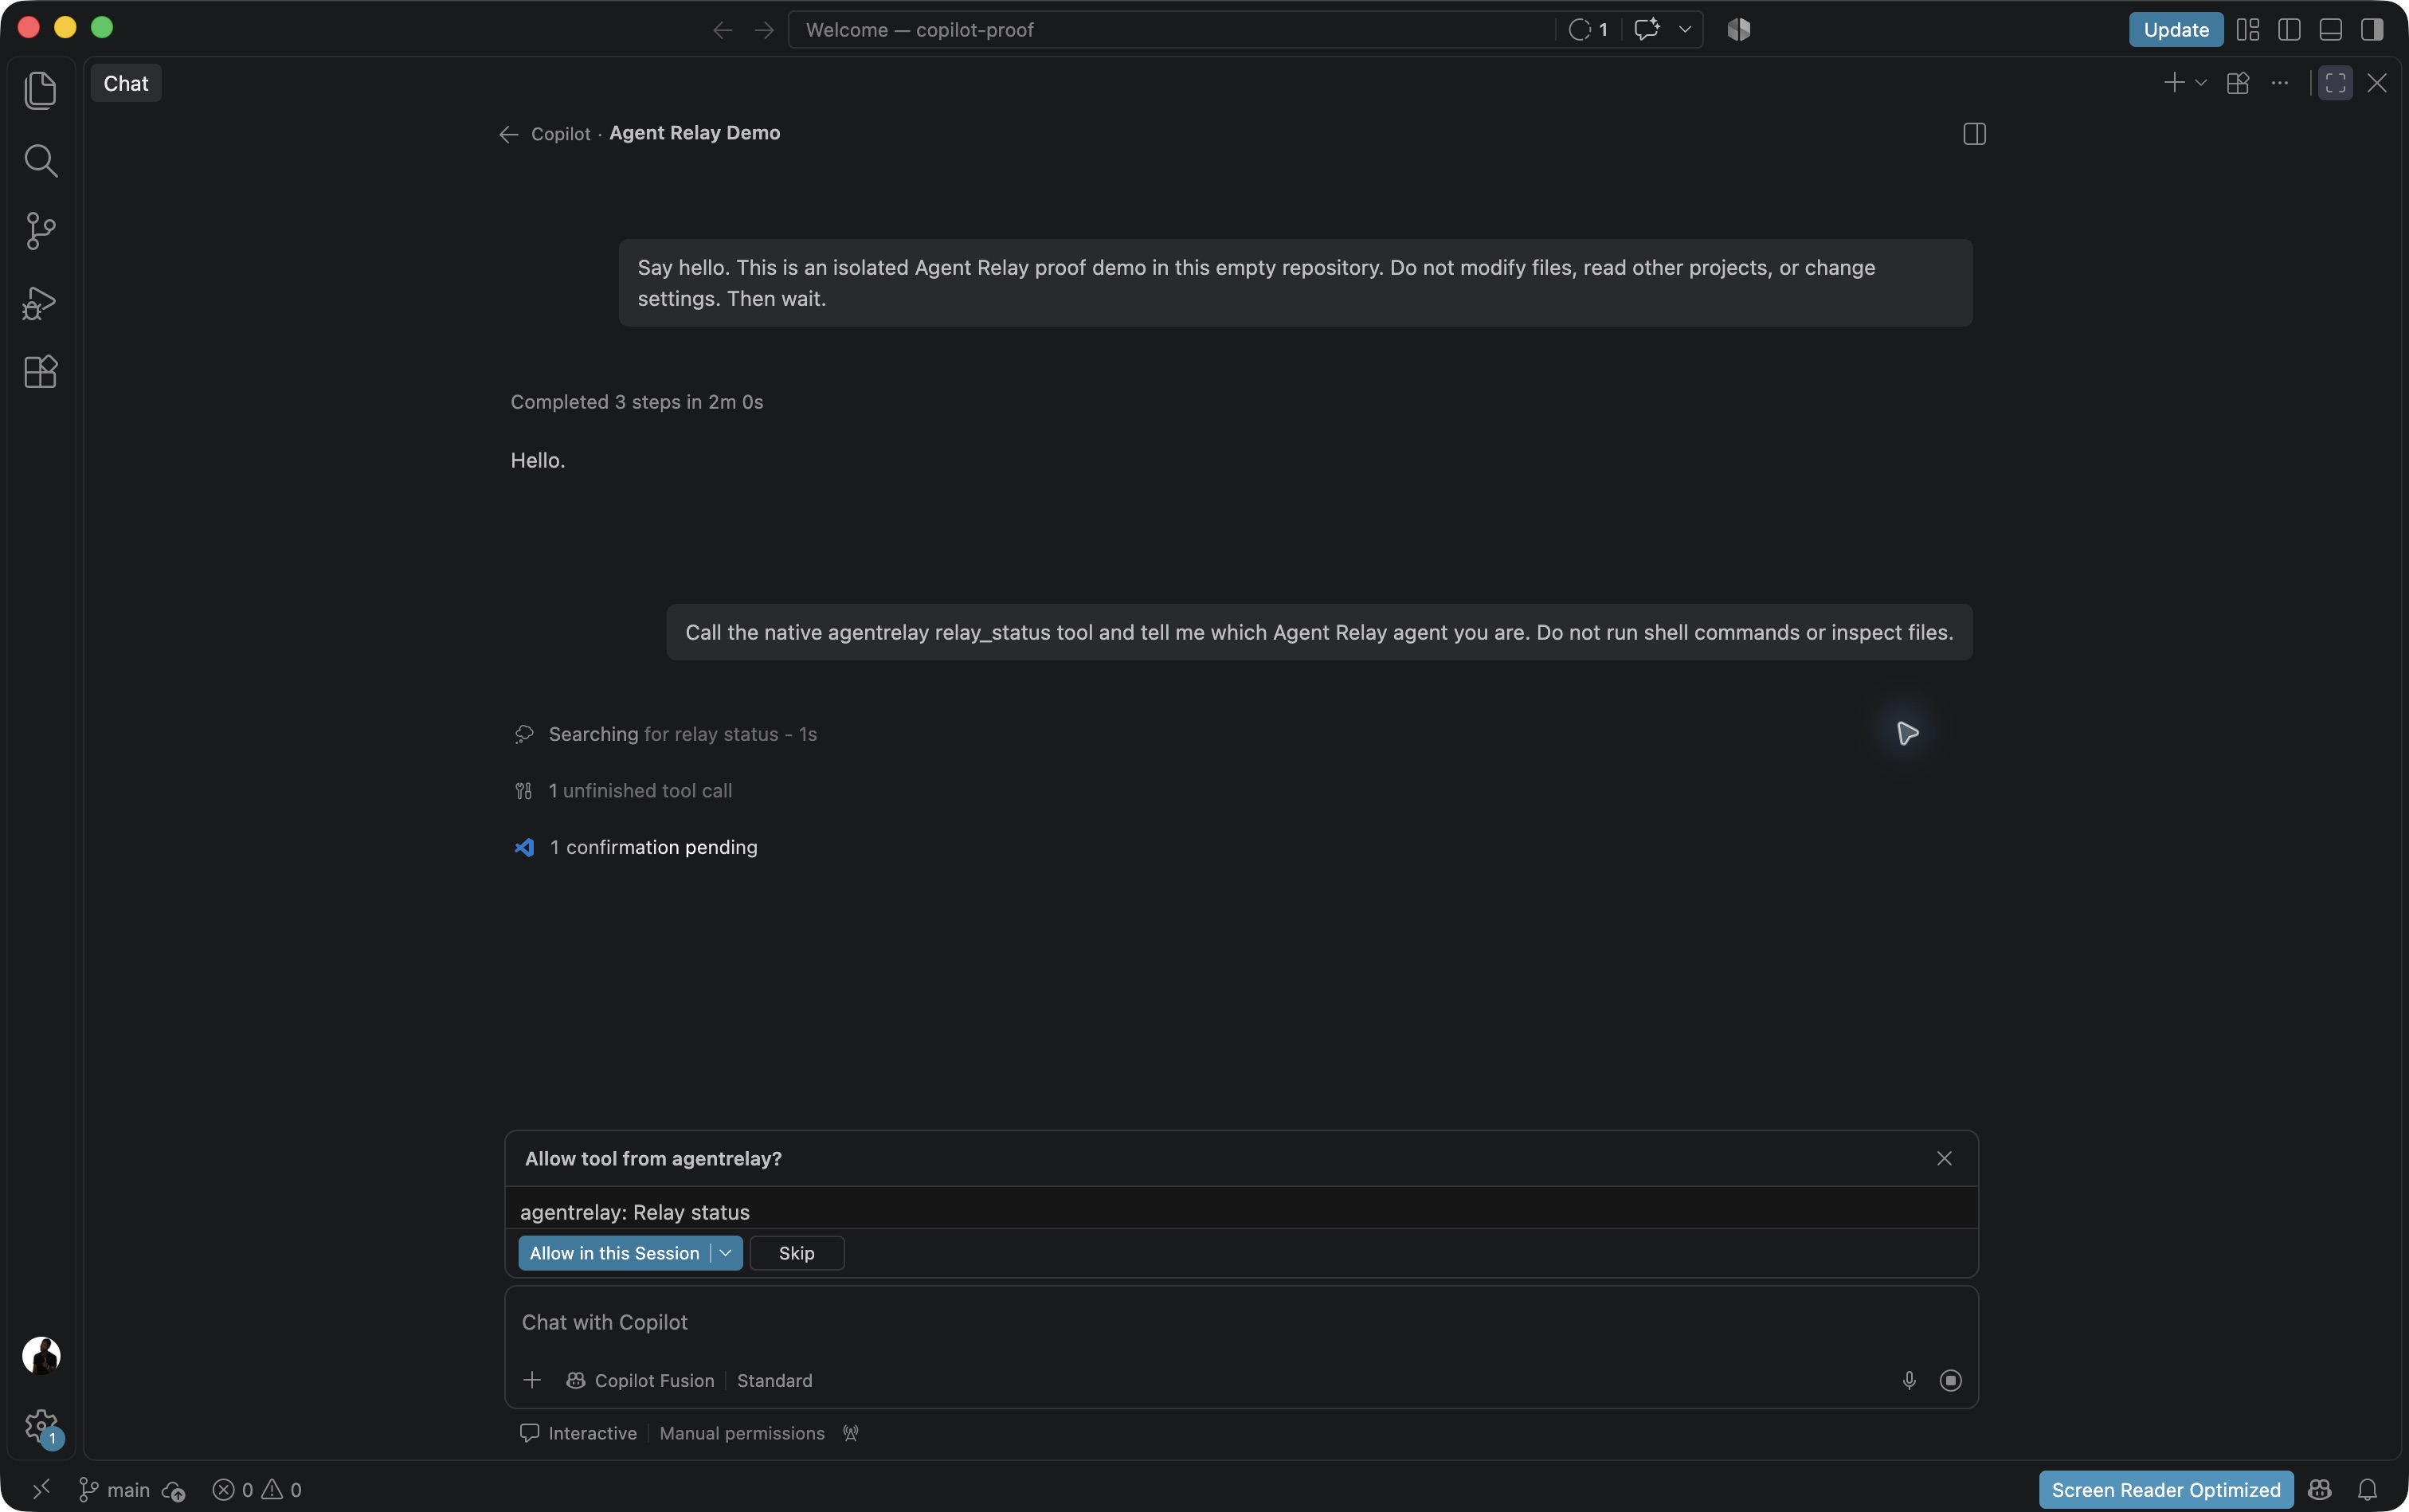 Welcome — copilot-proof
1
Update
Chat
Copilot · Agent Relay Demo
Say hello. This is an isolated Agent Relay proof demo in this empty repository. Do not modify files, read other projects, or change
settings. Then wait.
Completed 3 steps in 2m 0s
Hello.
Call the native agentrelay relay_status tool and tell me which Agent Relay agent you are. Do not run shell commands or inspect files.
Searching for relay status - 1s
1 unfinished tool call
1 confirmation pending
Allow tool from agentrelay?
agentrelay: Relay status
Allow in this Session
Skip
Chat with Copilot
Copilot Fusion
Standard
Interactive
Manual permissions
1
main
0
0
Screen Reader Optimized